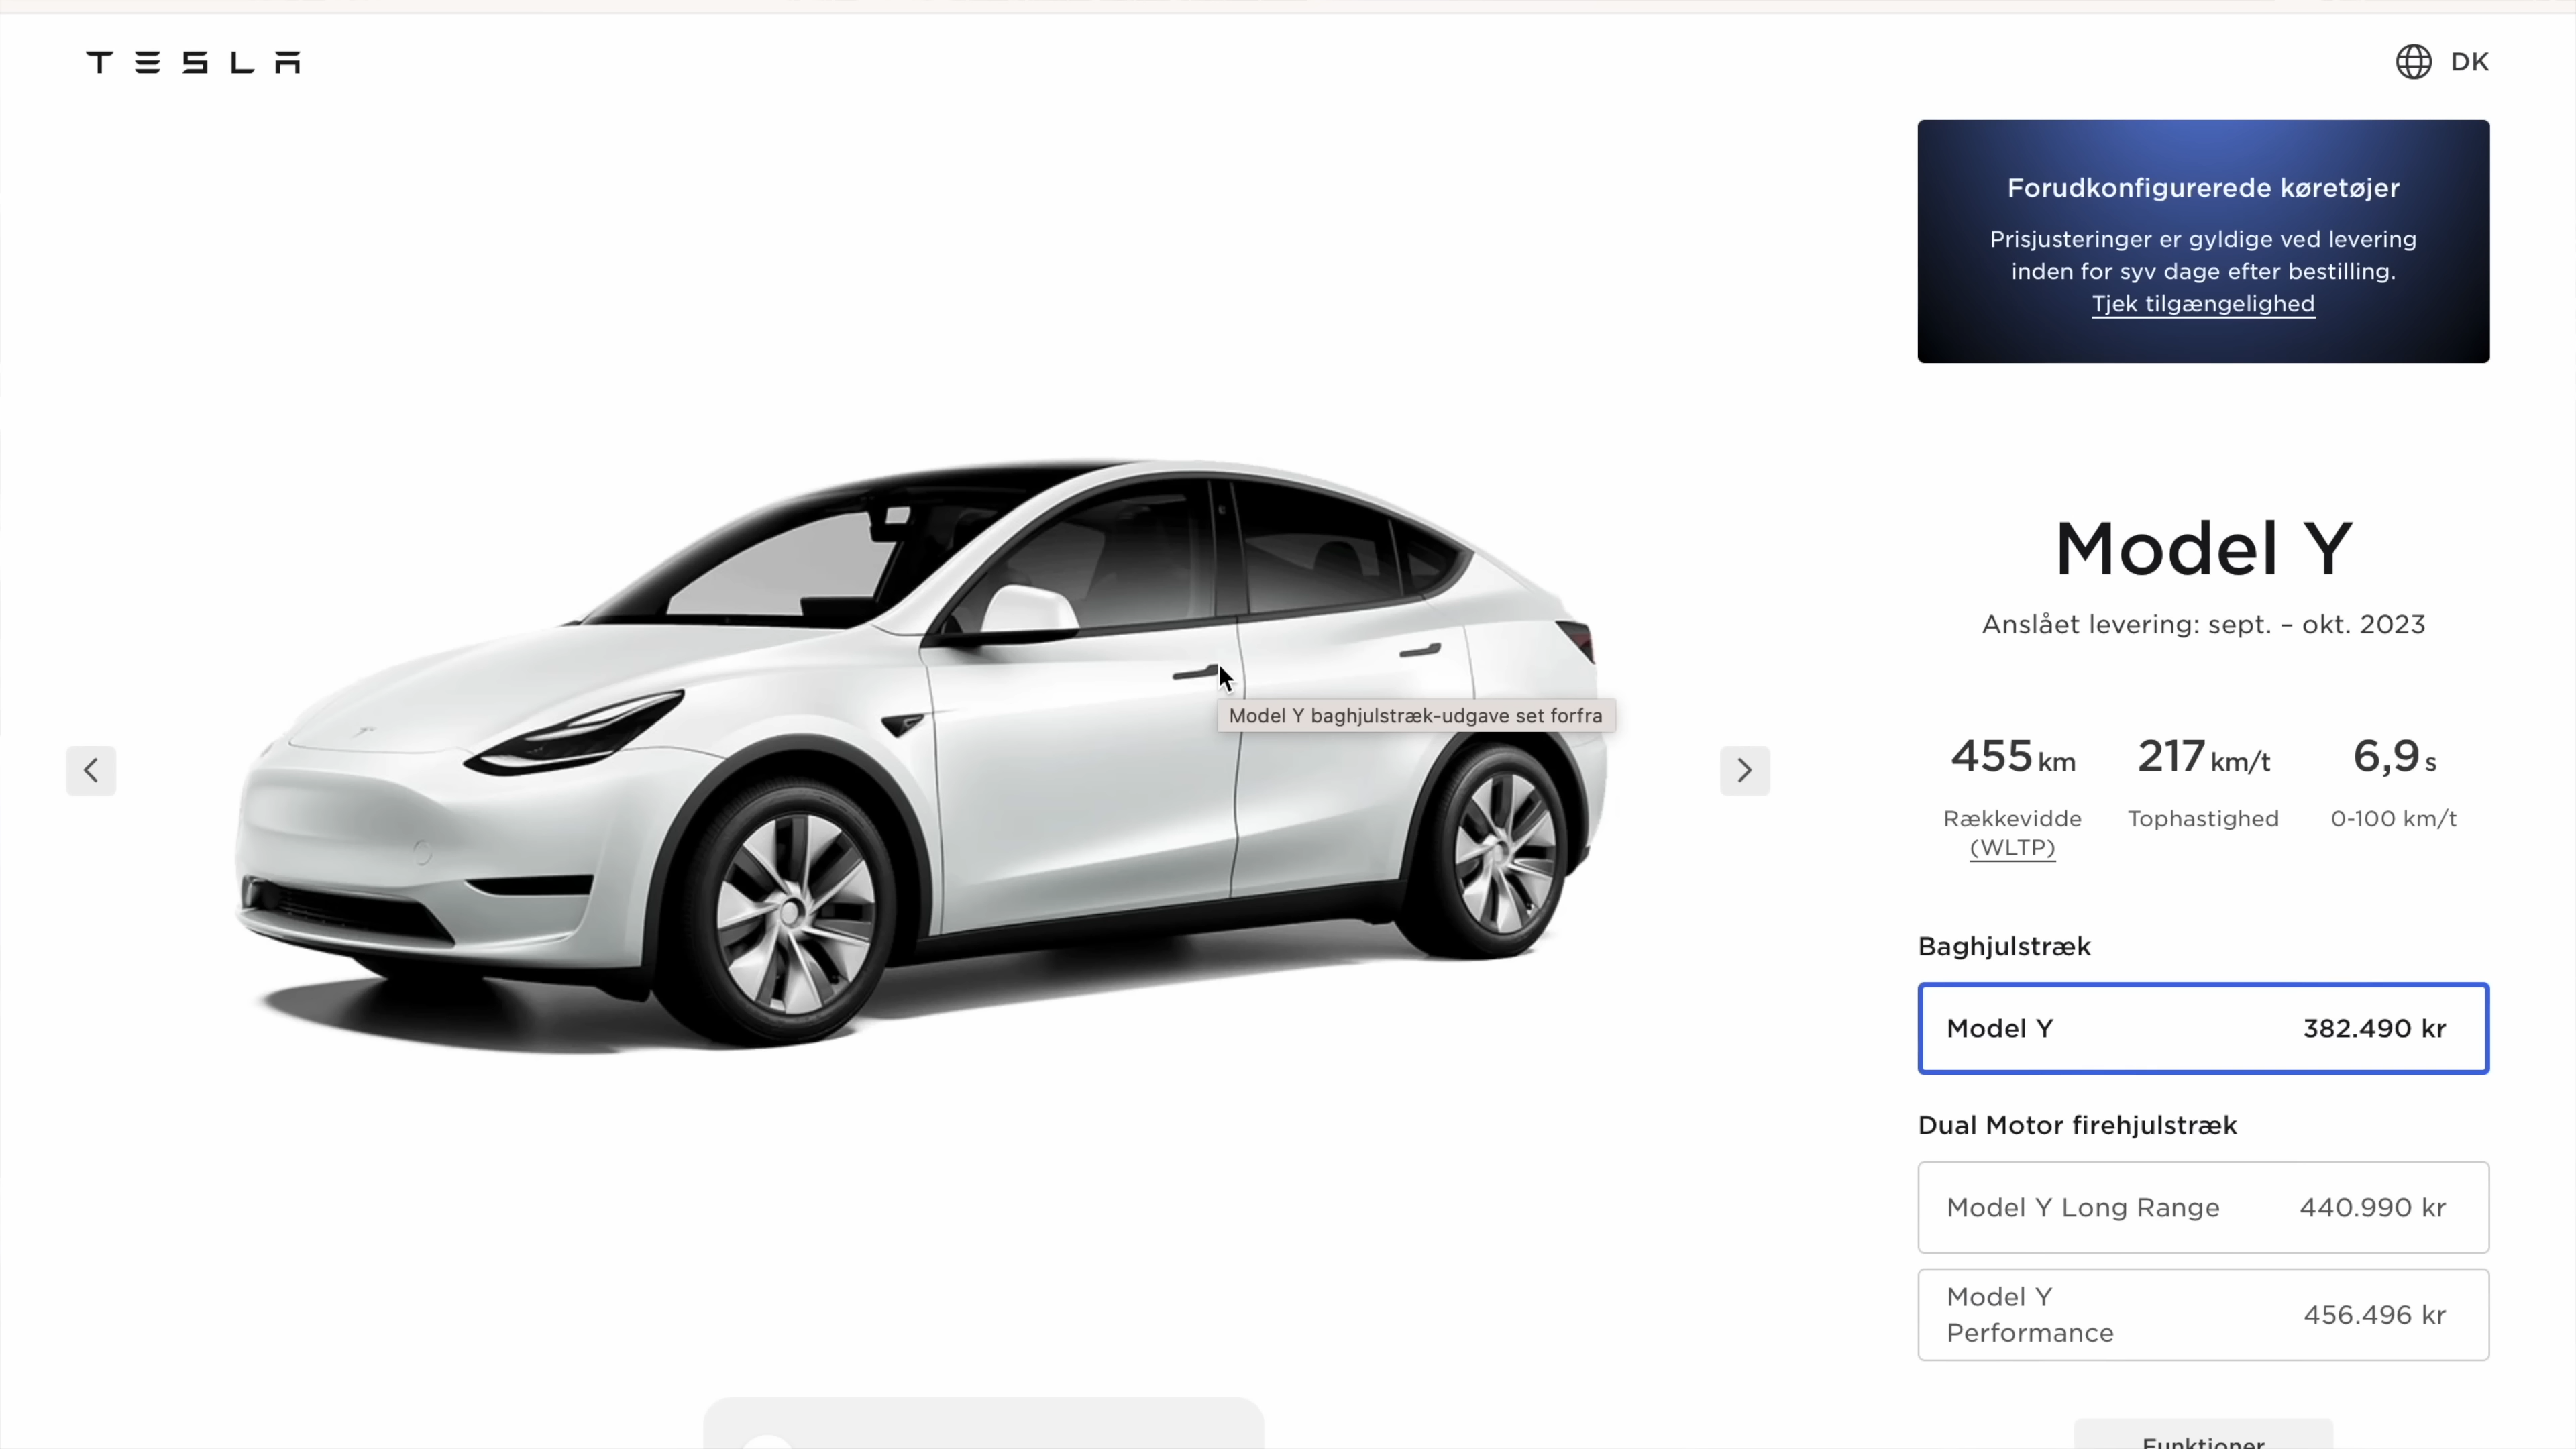 TESLA
DK
Forudkonfigurerede køretøjer
Prisjusteringer er gyldige ved levering
inden for syv dage efter bestilling.
Tjek tilgængelighed
Model Y
Anslået levering: sept. – okt. 2023
455 km
Rækkevidde
(WLTP)
217 km/t
Tophastighed
6,9 s
0-100 km/t
Model Y baghjulstræk-udgave set forfra
Baghjulstræk
Model Y 382.490 kr
Dual Motor firehjulstræk
Model Y Long Range 440.990 kr
Model Y
Performance
456.496 kr
Funktioner